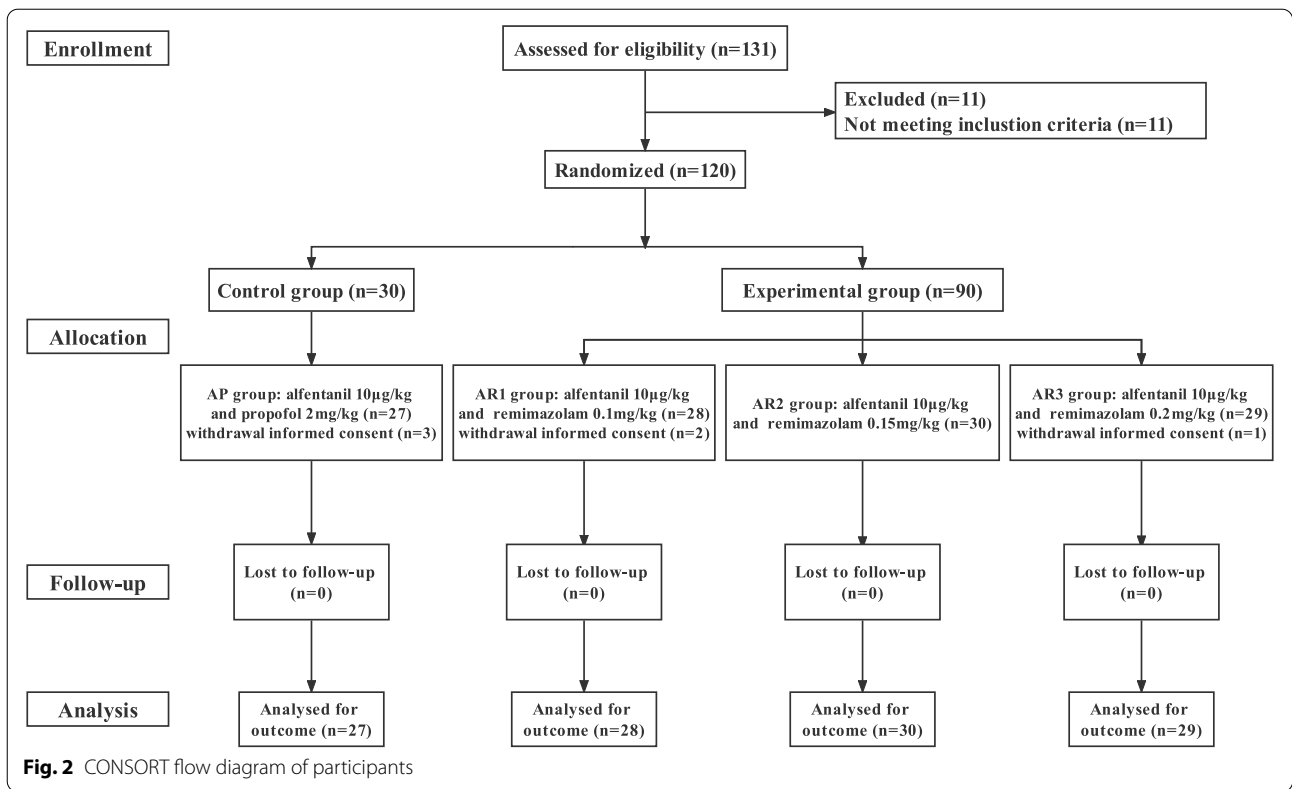 Enrollment
Assessed for eligibility (n=131)
Excluded (n=11)
Not meeting inclustion criteria (n=11)
Randomized (n=120)
Control group (n=30)
Experimental group (n=90)
Allocation
AP group: alfentanil 10µg/kg
and propofol 2mg/kg (n=27)
withdrawal informed consent (n=3)
AR1 group: alfentanil 10µg/kg
and remimazolam 0.1mg/kg (n=28)
withdrawal informed consent (n=2)
AR2 group: alfentanil 10µg/kg
and remimazolam 0.15mg/kg (n=30)
AR3 group: alfentanil 10µg/kg
and remimazolam 0.2mg/kg (n=29)
withdrawal informed consent (n=1)
Follow-up
Lost to follow-up
(n=0)
Lost to follow-up
(n=0)
Lost to follow-up
(n=0)
Lost to follow-up
(n=0)
Analysis
Analysed for
outcome (n=27)
Analysed for
outcome (n=28)
Analysed for
outcome (n=30)
Analysed for
outcome (n=29)
Fig. 2 CONSORT flow diagram of participants